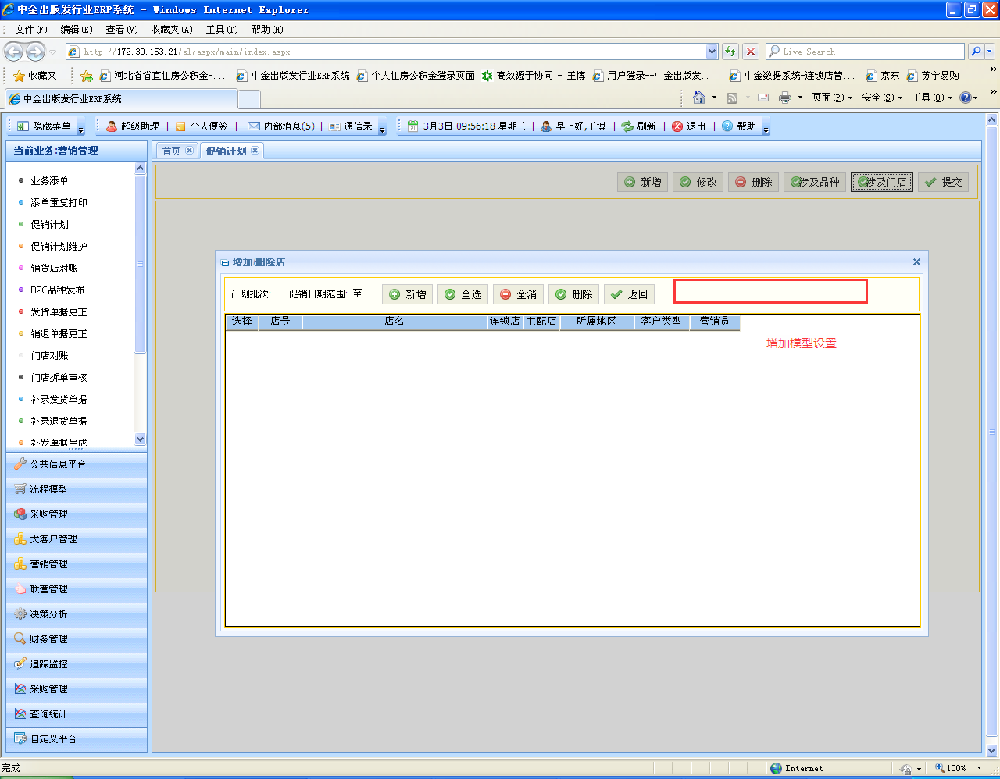 中金出版发行业ERP系统 - Windows Internet Explorer
文件(F) 编辑(E) 查看(V) 收藏夹(A) 工具(T) 帮助(H)
http://172.30.153.21/sl/aspx/main/index.aspx Live Search
收藏夹 河北省省直住房公积金-... 中金出版发行业ERP系统 个人住房公积金登录页面 高效源于协同 - 王博 用户登录--中金出版发... 中金数据系统-连锁店管... 京东 苏宁易购
中金出版发行业ERP系统 页面(P) 安全(S) 工具(O)
隐藏菜单 超级助理 个人便签 内部消息(5) 通信录 3月3日 09:56:18 星期三 早上好,王博 刷新 退出 帮助
当前业务:营销管理
首页 促销计划
新增 修改 删除 涉及品种 涉及门店 提交
业务添单
添单重复打印
促销计划
促销计划维护
销货店对账
B2C品种发布
发货单据更正
销退单据更正
门店对账
门店拆单审核
补录发货单据
补录退货单据
补发单据生成
公共信息平台
流程模型
采购管理
大客户管理
营销管理
联营管理
决策分析
财务管理
追踪监控
采购管理
查询统计
自定义平台
增加/删除店
计划批次: 促销日期范围: 至 新增 全选 全消 删除 返回
选择 店号 店名 连锁店 主配店 所属地区 客户类型 营销员
增加模型设置
完成 Internet 100%